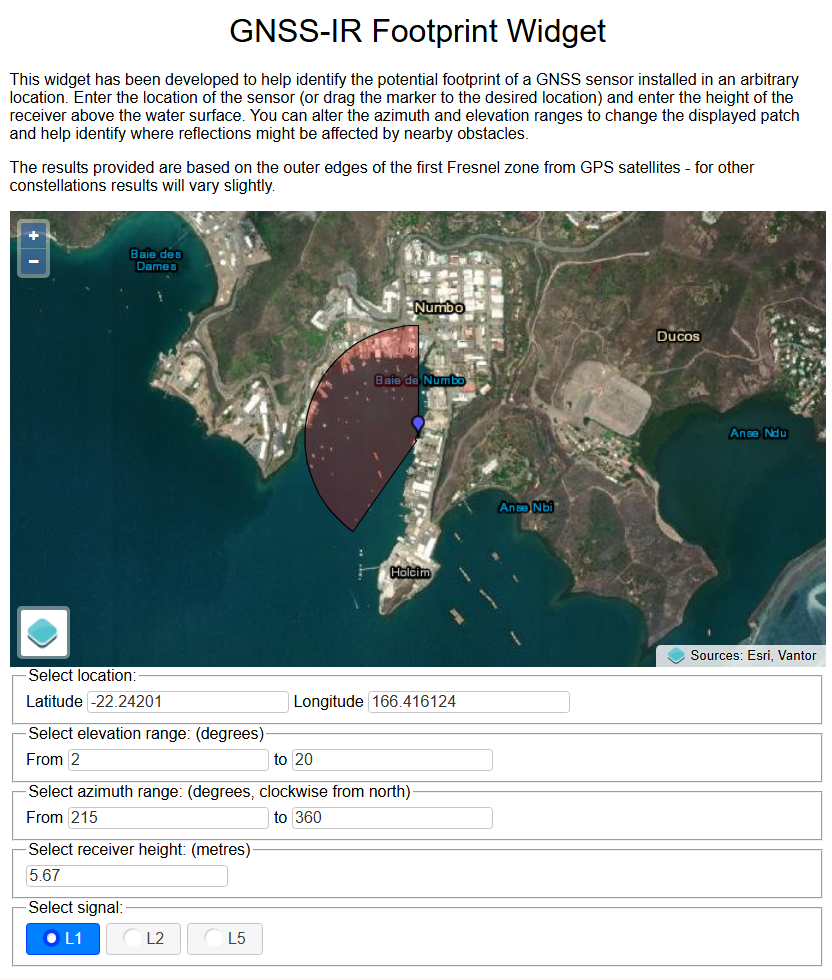 GNSS-IR Footprint Widget
This widget has been developed to help identify the potential footprint of a GNSS sensor installed in an arbitrary
location. Enter the location of the sensor (or drag the marker to the desired location) and enter the height of the
receiver above the water surface. You can alter the azimuth and elevation ranges to change the displayed patch
and help identify where reflections might be affected by nearby obstacles.
The results provided are based on the outer edges of the first Fresnel zone from GPS satellites - for other
constellations results will vary slightly.
+
−
Baie des
Dames
Numbo
Ducos
Baie de Numbo
Anse Ndu
Anse Nbi
Holcim
Sources: Esri, Vantor
Select location:
Latitude -22.24201 Longitude 166.416124
Select elevation range: (degrees)
From 2 to 20
Select azimuth range: (degrees, clockwise from north)
From 215 to 360
Select receiver height: (metres)
5.67
Select signal:
L1 L2 L5